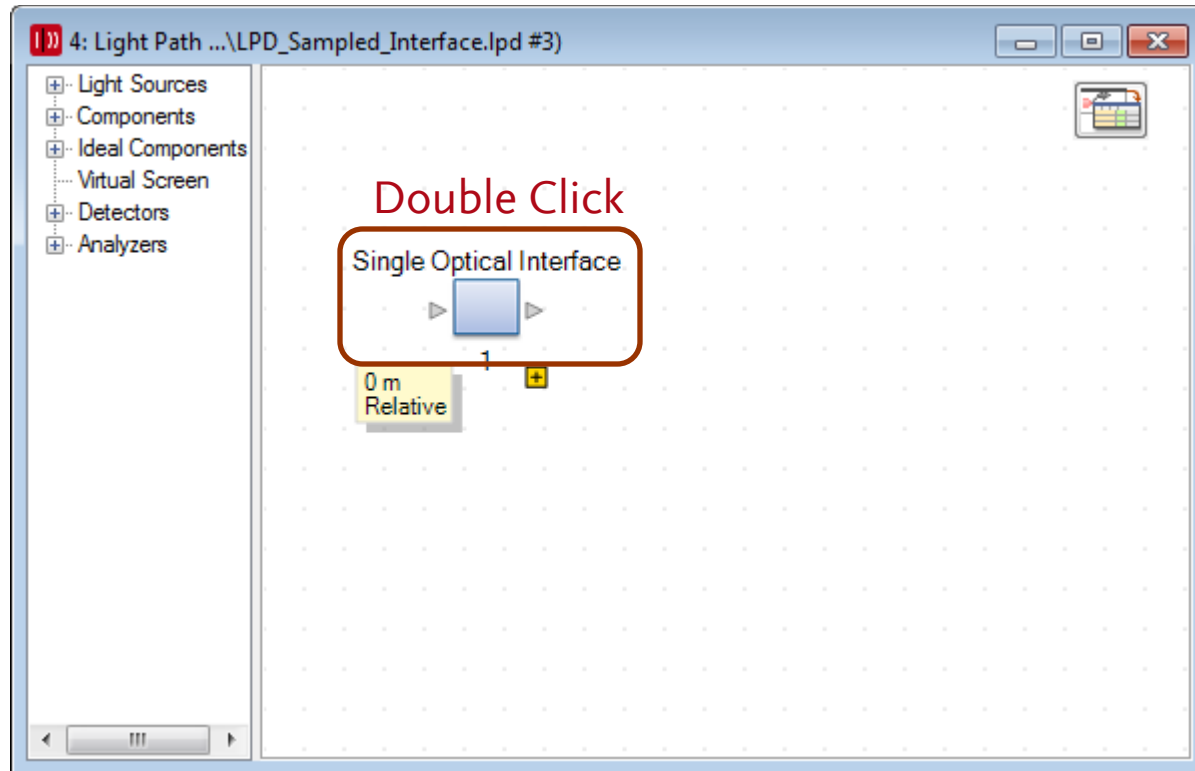 4: Light Path ...\LPD_Sampled_Interface.lpd #3)
Light Sources
Components
Ideal Components
Virtual Screen
Detectors
Analyzers
Double Click
Single Optical Interface
1
0 m
Relative